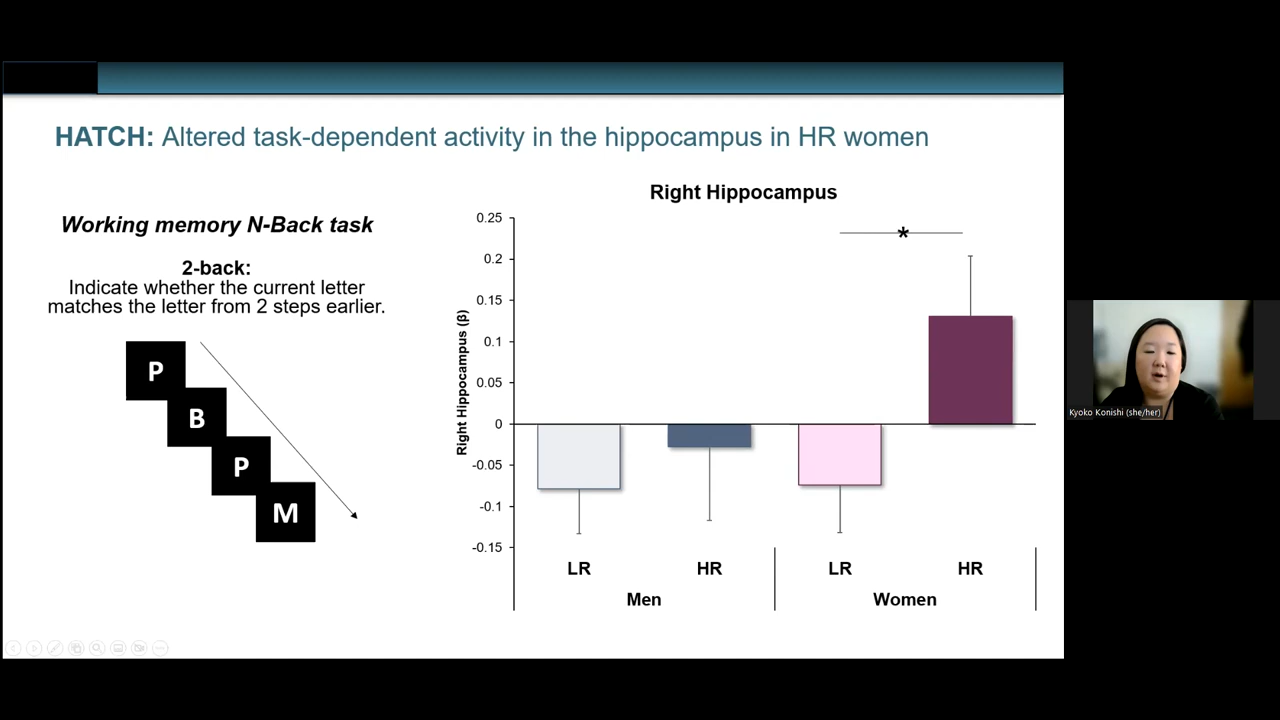 HATCH: Altered task-dependent activity in the hippocampus in HR women
Working memory N-Back task
2-back:
Indicate whether the current letter
matches the letter from 2 steps earlier.
P
B
P
M
Right Hippocampus
Right Hippocampus (β)
0.25
0.2
0.15
0.1
0.05
0
-0.05
-0.1
-0.15
*
LR
HR
LR
HR
Men
Women
Kyoko Konishi (she/her)